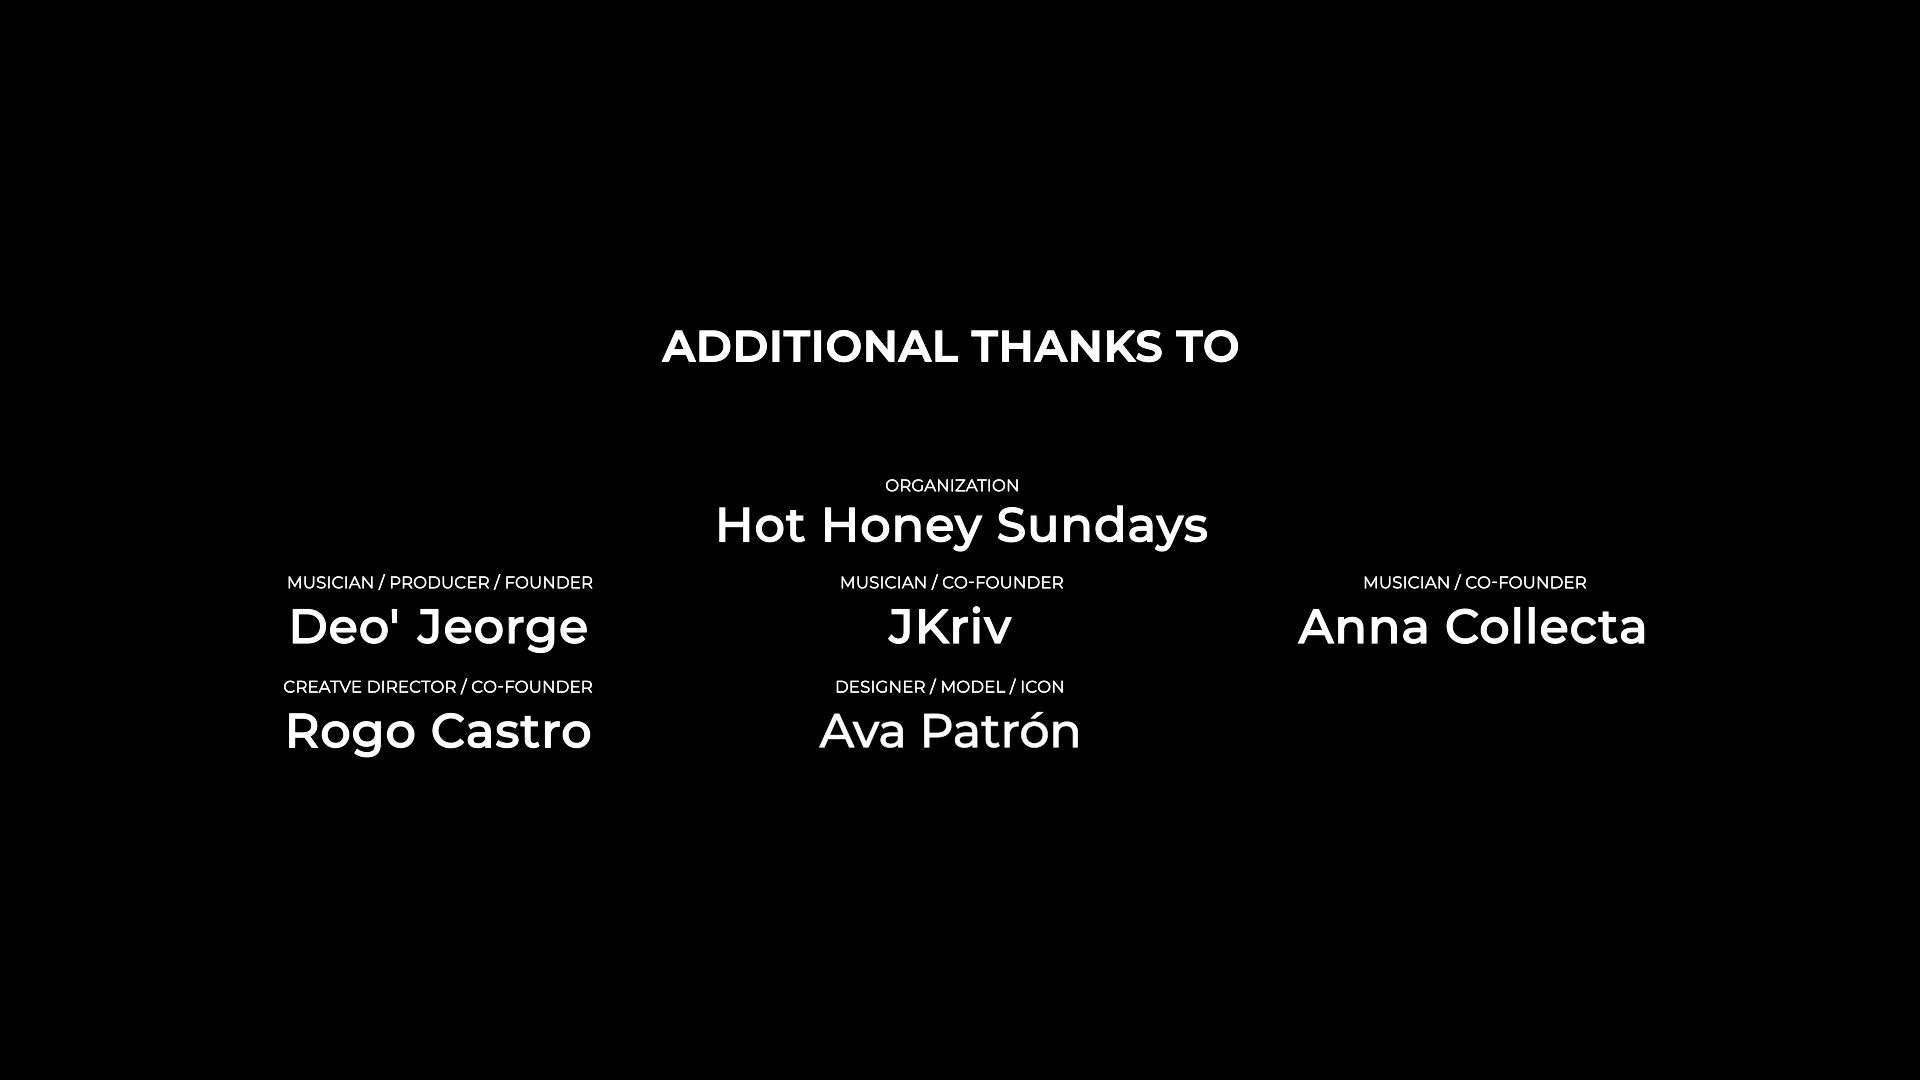 ADDITIONAL THANKS TO
ORGANIZATION
Hot Honey Sundays
MUSICIAN / PRODUCER / FOUNDER
Deo' Jeorge
MUSICIAN / CO-FOUNDER
JKriv
MUSICIAN / CO-FOUNDER
Anna Collecta
CREATVE DIRECTOR / CO-FOUNDER
Rogo Castro
DESIGNER / MODEL / ICON
Ava Patrón